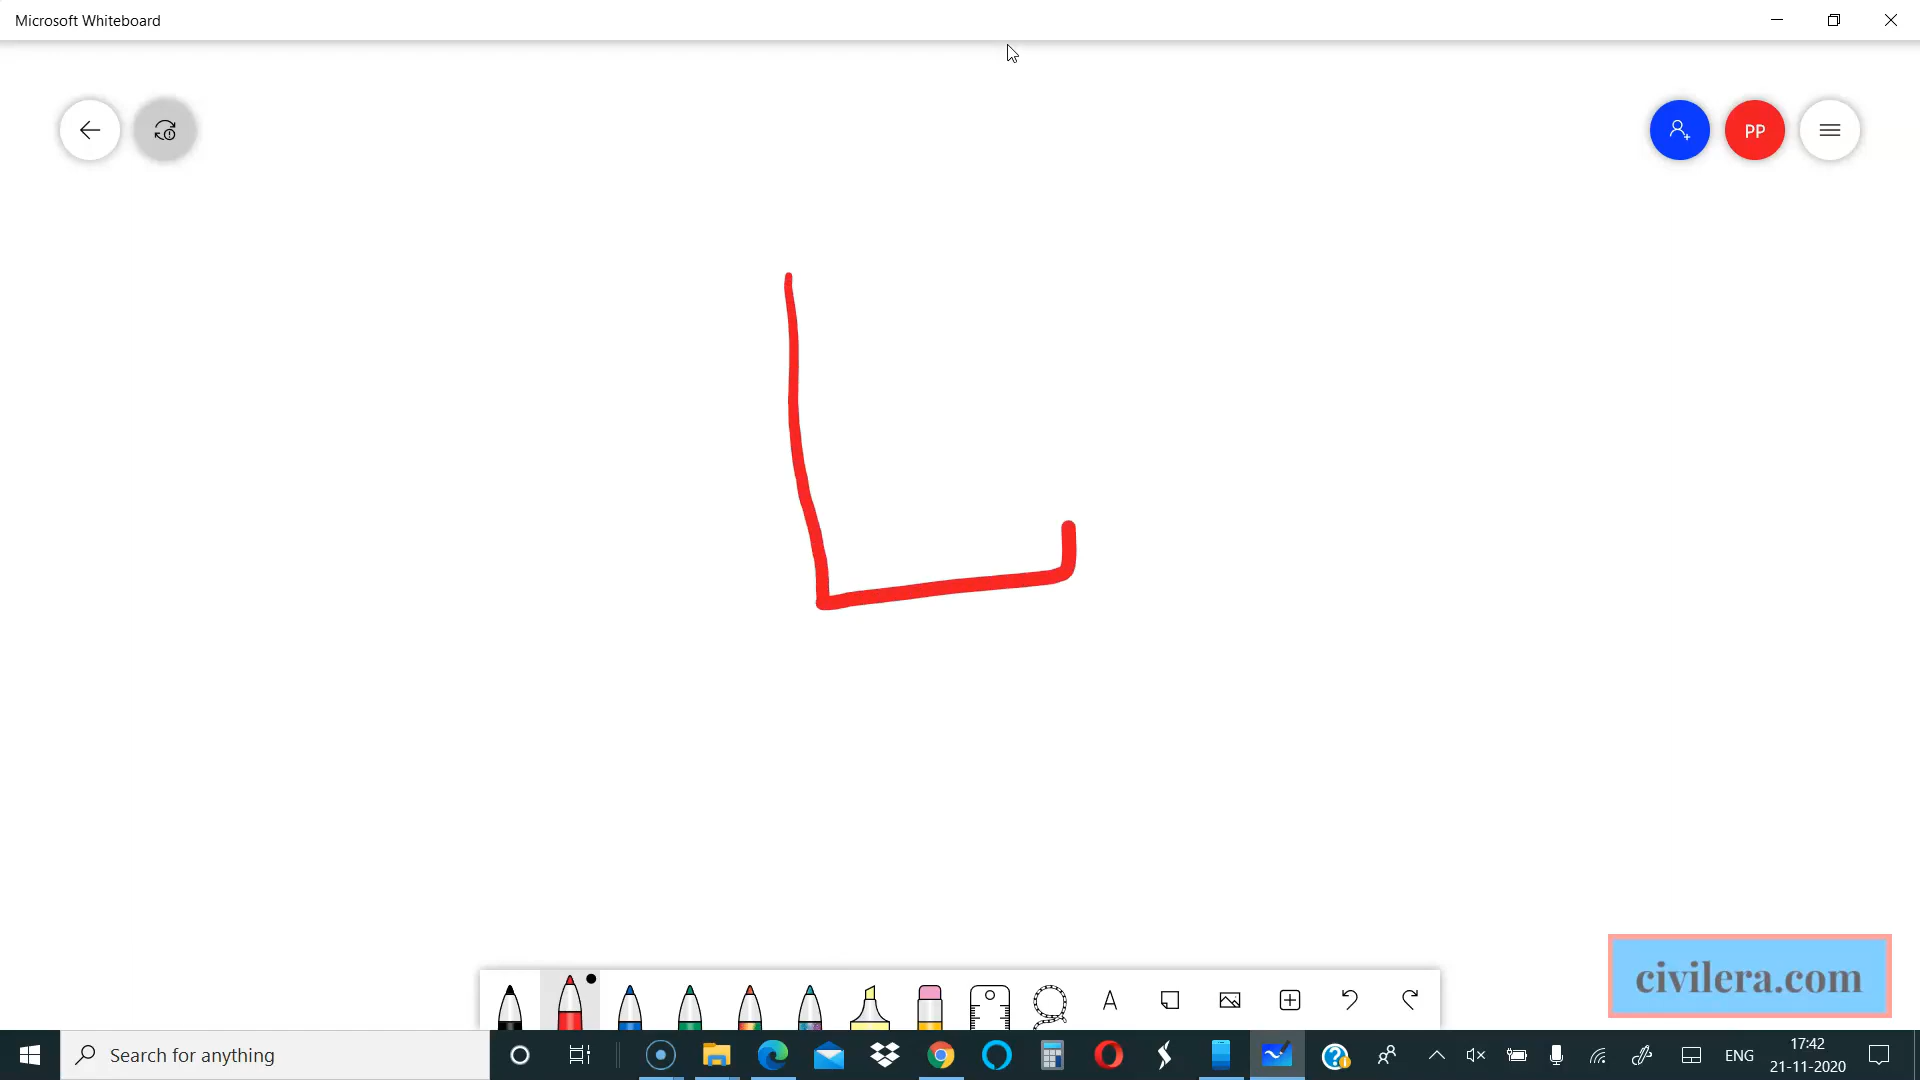 Microsoft Whiteboard
PP
A
civilera.com
Search for anything
ENG
17:42
21-11-2020